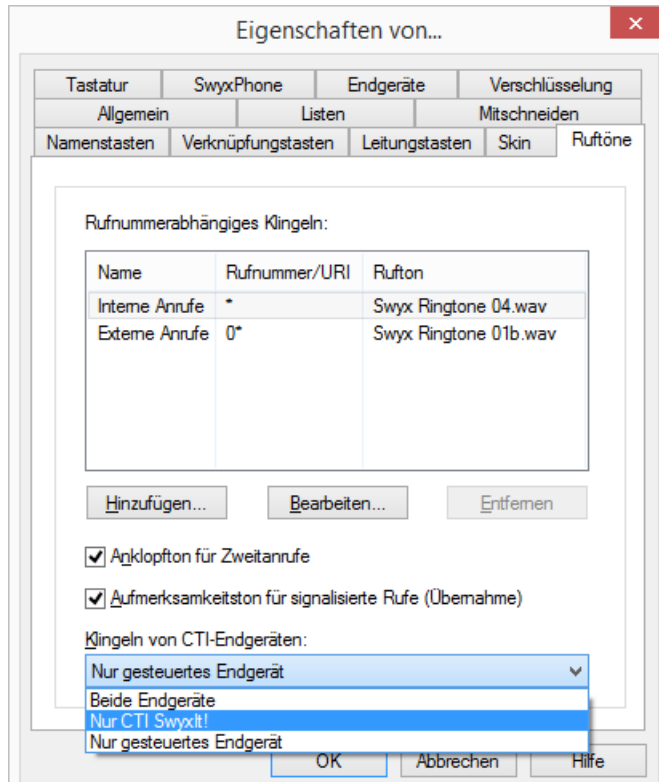 Eigenschaften von...
Tastatur SwyxPhone Endgeräte Verschlüsselung
Allgemein Listen Mitschneiden
Namenstasten Verknüpfungstasten Leitungstasten Skin Ruftöne
Rufnummerabhängiges Klingeln:
Name Rufnummer/URI Rufton
Interne Anrufe * Swyx Ringtone 04.wav
Externe Anrufe 0* Swyx Ringtone 01b.wav
Hinzufügen... Bearbeiten... Entfernen
Anklopfton für Zweitanrufe
Aufmerksamkeitston für signalisierte Rufe (Übernahme)
Klingeln von CTI-Endgeräten:
Nur gesteuertes Endgerät
Beide Endgeräte
Nur CTI SwyxIt!
Nur gesteuertes Endgerät
OK Abbrechen Hilfe